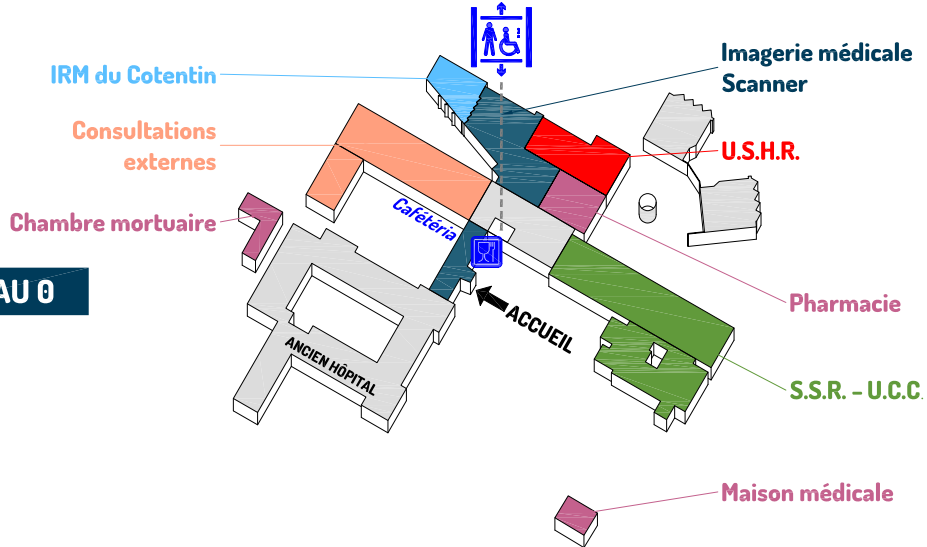 IRM du Cotentin
Imagerie médicale
Scanner
Consultations
externes
U.S.H.R.
Chambre mortuaire
Cafétéria
AU 0
Pharmacie
ACCUEIL
ANCIEN HÔPITAL
S.S.R. – U.C.C.
Maison médicale